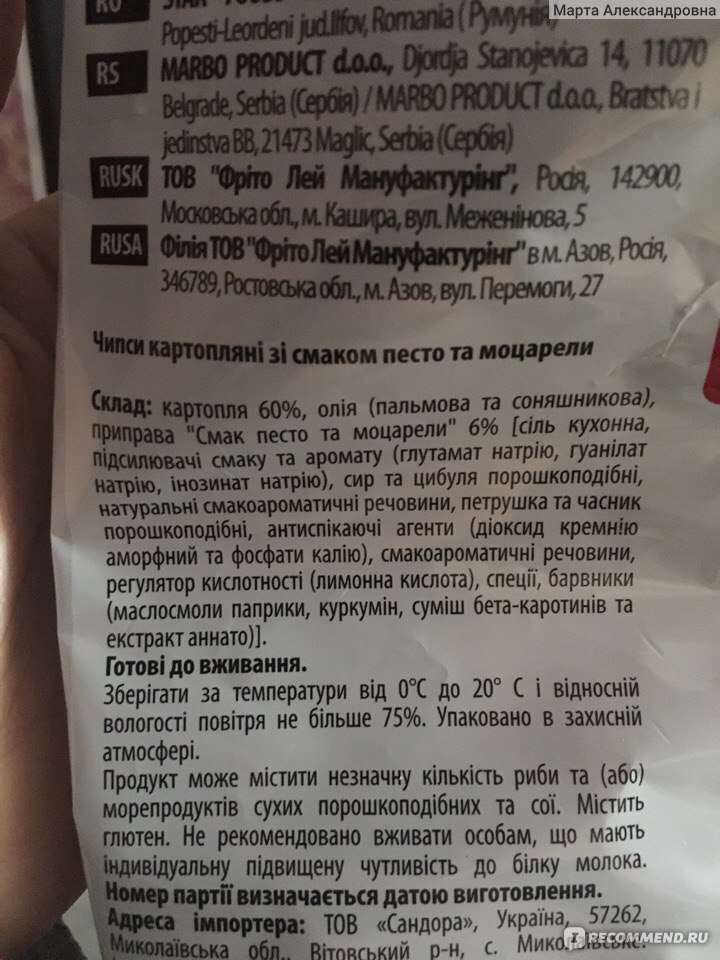 Марта Александровна
RO
Popesti-Leordeni jud.Ilfov, Romania ( Румунія)
RS MARBO PRODUCT d.o.o., Djordja Stanojevica 14, 11070
Belgrade, Serbia (Сербія) / MARBO PRODUCT d.o.o., Bratstva i
jedinstva BB, 21473 Maglic, Serbia (Сербія)
RUSK ТОВ "Фріто Лей Мануфактурінг", Росія, 142900,
Московська обл., м. Кашира, вул. Меженінова, 5
RUSA Філія ТОВ "Фріто Лей Мануфактурінг" в м. Азов, Росія,
346789, Ростовська обл., м. Азов, вул. Перемоги, 27
Чипси картопляні зі смаком песто та моцарели
Склад: картопля 60%, олія (пальмова та соняшникова),
приправа "Смак песто та моцарели" 6% [сіль кухонна,
підсилювачі смаку та аромату (глутамат натрію, гуанілат
натрію, інозинат натрію), сир та цибуля порошкоподібні,
натуральні смакоароматичні речовини, петрушка та часник
порошкоподібні, антиспікаючі агенти (діоксид кремнію
аморфний та фосфати калію), смакоароматичні речовини,
регулятор кислотності (лимонна кислота), спеції, барвники
(маслосмоли паприки, куркумін, суміш бета-каротинів та
екстракт аннато)].
Готові до вживання.
Зберігати за температури від 0°C до 20° C і відносній
вологості повітря не більше 75%. Упаковано в захисній
атмосфері.
Продукт може містити незначну кількість риби та (або)
морепродуктів сухих порошкоподібних та сої. Містить
глютен. Не рекомендовано вживати особам, що мають
індивідуальну підвищену чутливість до білку молока.
Номер партії визначається датою виготовлення.
Адреса імпортера: ТОВ «Сандора», Україна, 57262,
Миколаївська обл., Вітовський р-н, с. Миколаївське.
I RECOMMEND.RU